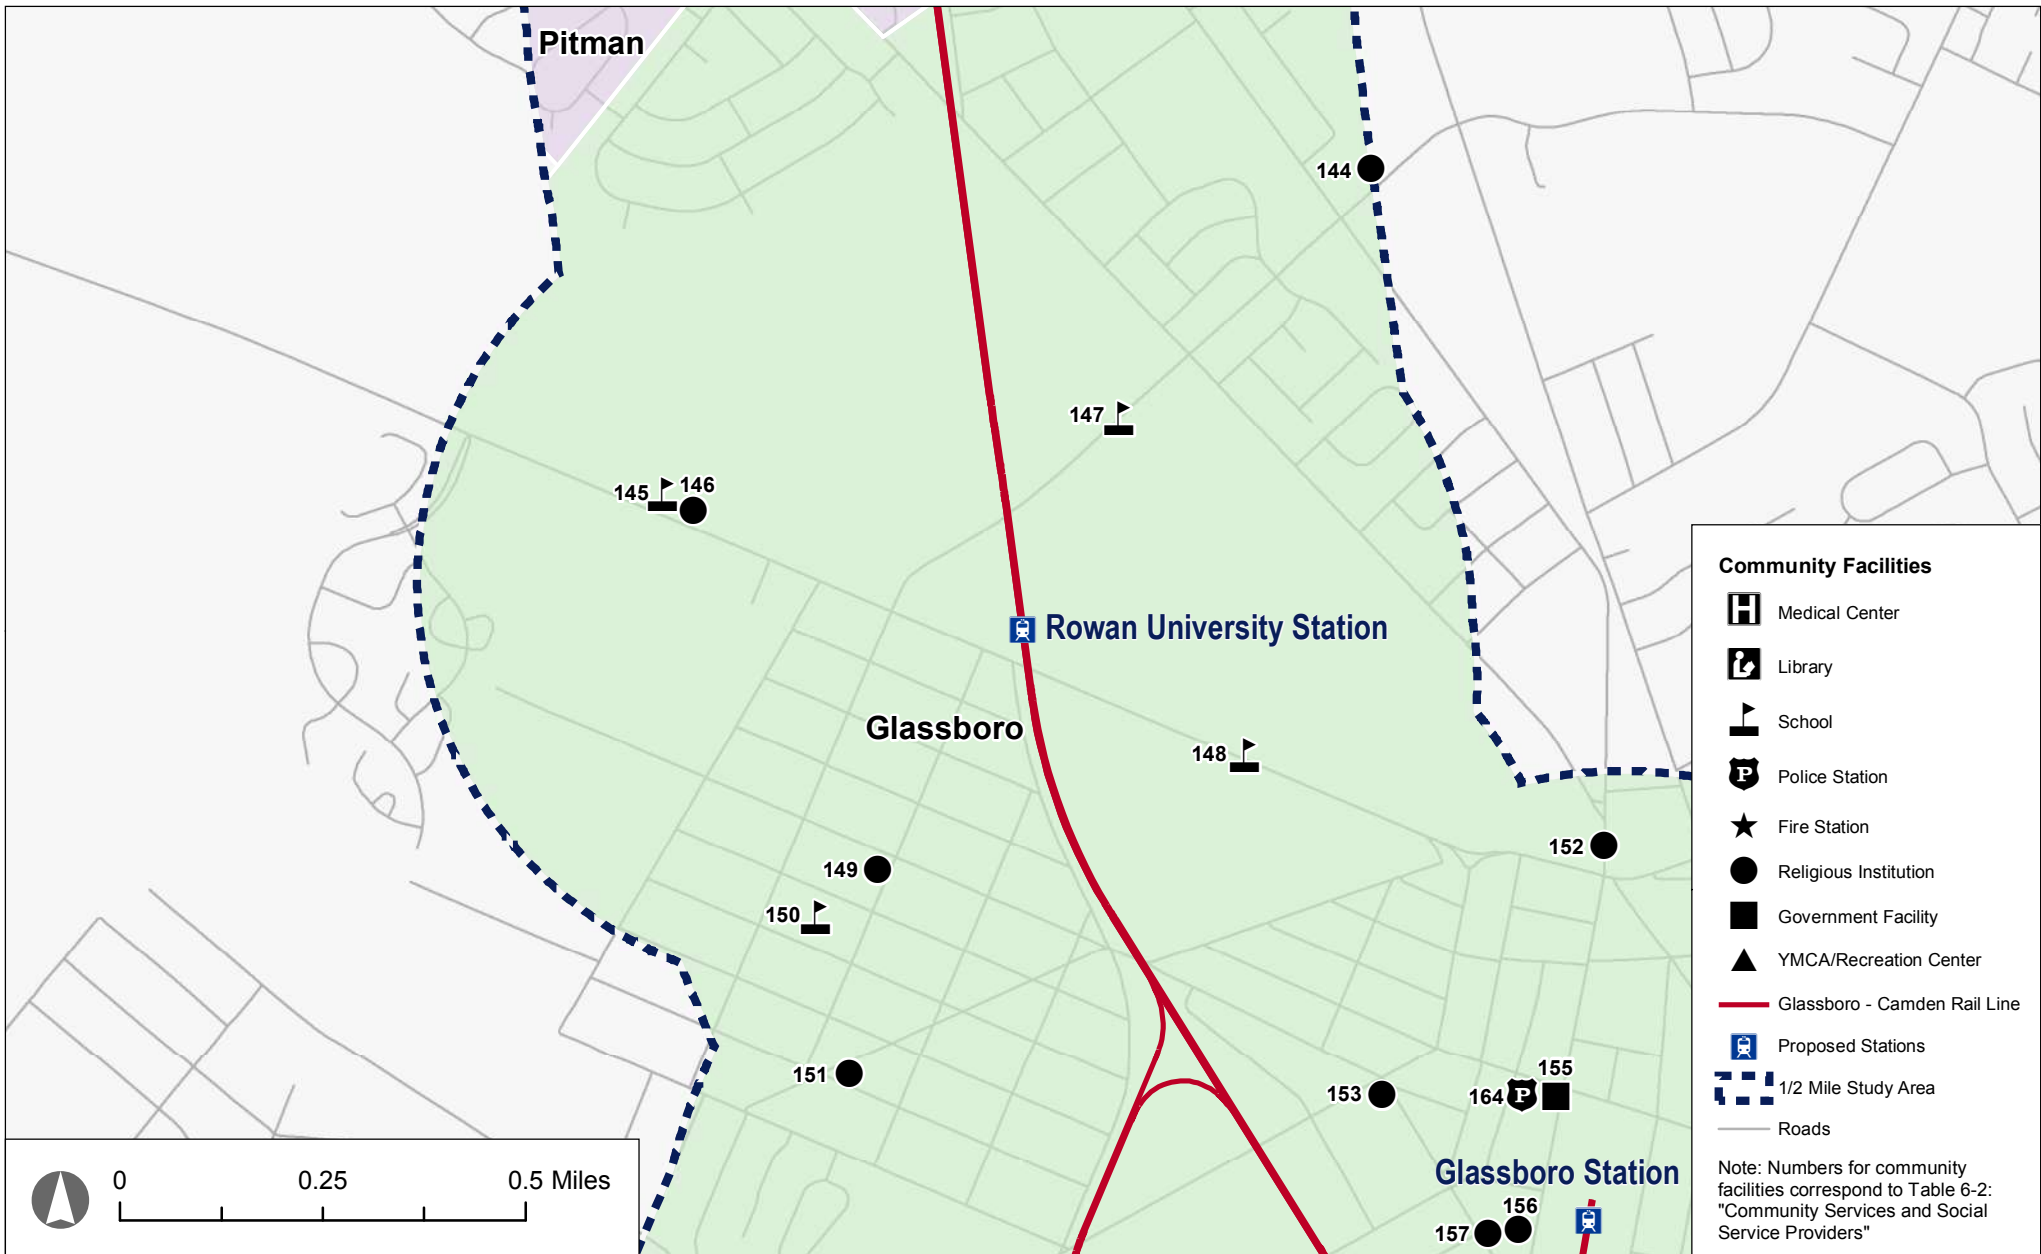 Pitman
144
147
145
146
Rowan University Station
Glassboro
148
152
149
150
151
153
155
164 P
Glassboro Station
156
157
0 0.25 0.5 Miles
Community Facilities
H Medical Center
Library
School
P Police Station
Fire Station
Religious Institution
Government Facility
YMCA/Recreation Center
Glassboro - Camden Rail Line
Proposed Stations
1/2 Mile Study Area
Roads
Note: Numbers for community
facilities correspond to Table 6-2:
"Community Services and Social
Service Providers"